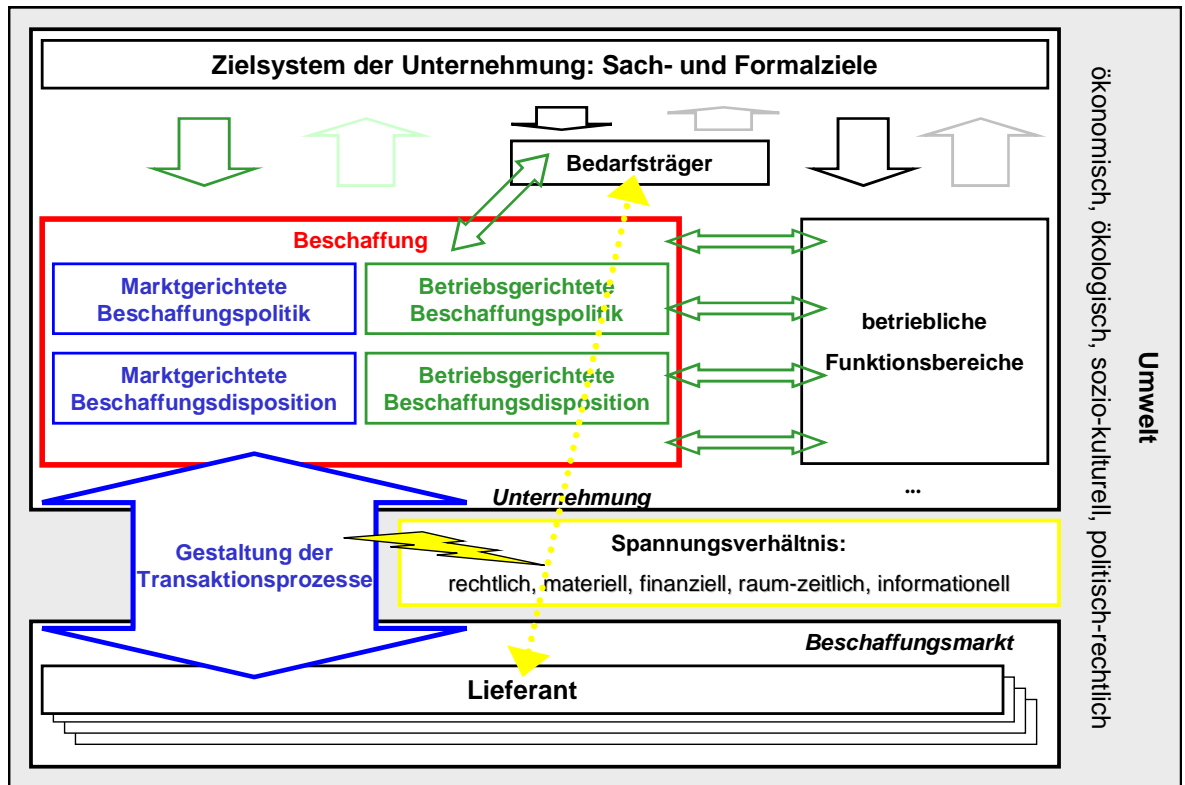 Zielsystem der Unternehmung: Sach- und Formalziele
Bedarfsträger
Beschaffung
Marktgerichtete
Beschaffungspolitik
Betriebsgerichtete
Beschaffungspolitik
Marktgerichtete
Beschaffungsdisposition
Betriebsgerichtete
Beschaffungsdisposition
betriebliche
Funktionsbereiche
...
Unternehmung
Gestaltung der
Transaktionsprozesse
Spannungsverhältnis:
rechtlich, materiell, finanziell, raum-zeitlich, informationell
Beschaffungsmarkt
Lieferant
Umwelt
ökonomisch, ökologisch, sozio-kulturell, politisch-rechtlich